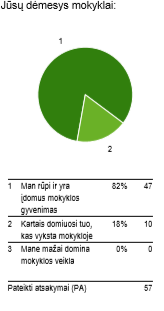 Jūsų dėmesys mokyklai:
1
2
1 Man rūpi ir yra 82% 47
įdomus mokyklos
gyvenimas
2 Kartais domiuosi tuo, 18% 10
kas vyksta mokykloje
3 Mane mažai domina 0% 0
mokyklos veikla
Pateikti atsakymai (PA) 57